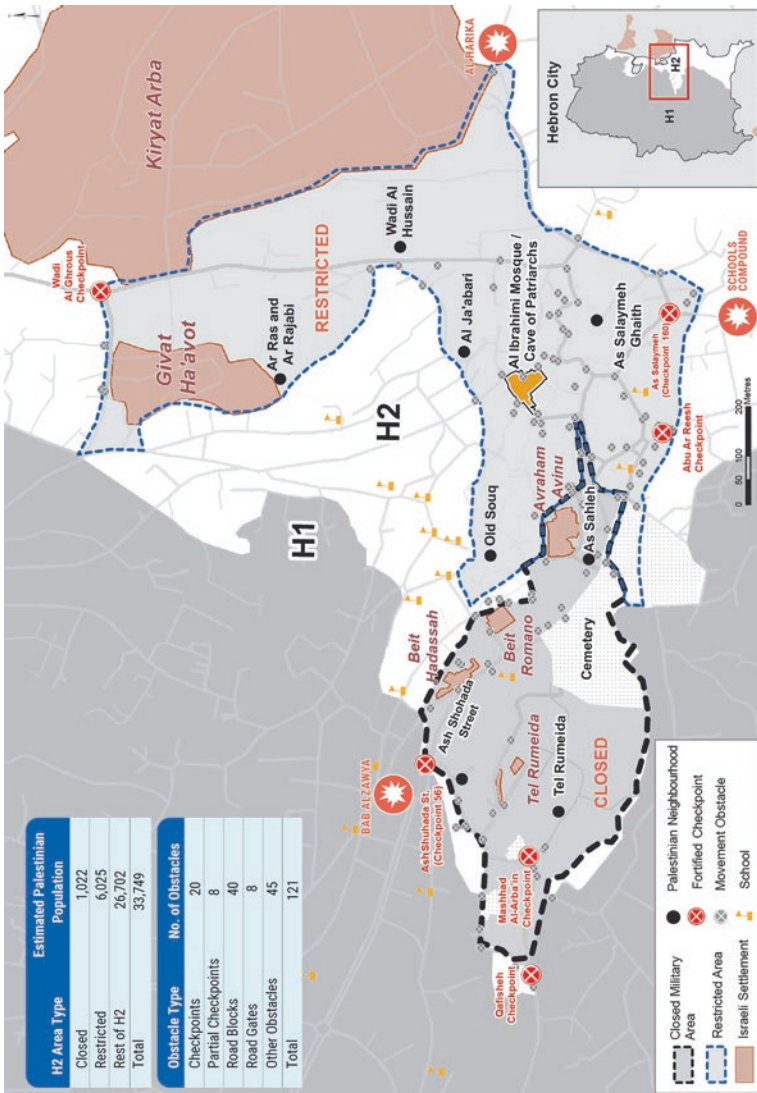 H2 Area Type Estimated Palestinian Population
Closed 1,022
Restricted 6,025
Rest of H2 26,702
Total 33,749
Obstacle Type No. of Obstacles
Checkpoints 20
Partial Checkpoints 8
Road Blocks 40
Road Gates 8
Other Obstacles 45
Total 121
Kiryat Arba
AL HARIKA
Wadi
Al Ghrous
Checkpoint
Givat
Ha'avot
Ar Ras and
Ar Rajabi
RESTRICTED
Wadi Al
Hussain
Al Ja'abari
H1
H2
Al Ibrahimi Mosque /
Cave of Patriarchs
As Salaymeh
Ghaith
As Salaymeh
(Checkpoint 160)
SCHOOLS
COMPOUND
Abu Ar Reesh
Checkpoint
Old Souq
Avraham
Avinu
As Sahleh
Beit
Hadassah
Beit
Romano
Cemetery
BAB ALZAWYA
Ash Shuhada St.
(Checkpoint 56)
Ash Shohada
Street
Tel Rumeida
Tel Rumeida
CLOSED
Mashhad
Al-Arba'in
Checkpoint
Qafisheh
Checkpoint
Hebron City
H1
H2
0 50 100 200
Metres
Closed Military
Area
Restricted Area
Israeli Settlement
Palestinian Neighbourhood
Fortified Checkpoint
Movement Obstacle
School